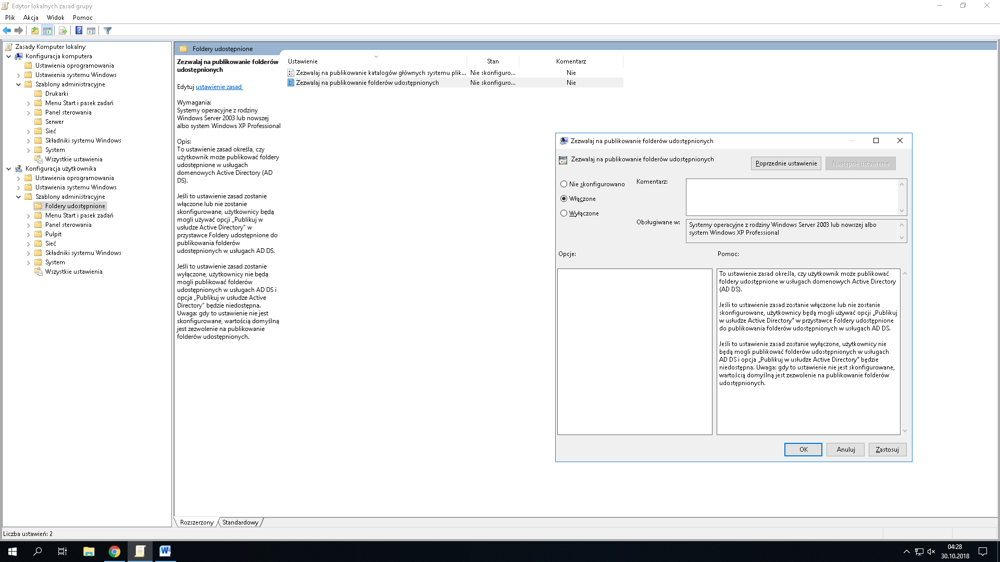 Edytor lokalnych zasad grupy
Plik Akcja Widok Pomoc
Zasady Komputer lokalny
Konfiguracja komputera
Ustawienia oprogramowania
Ustawienia systemu Windows
Szablony administracyjne
Drukarki
Menu Start i pasek zadań
Panel sterowania
Serwer
Sieć
Składniki systemu Windows
System
Wszystkie ustawienia
Konfiguracja użytkownika
Ustawienia oprogramowania
Ustawienia systemu Windows
Szablony administracyjne
Foldery udostępnione
Menu Start i pasek zadań
Panel sterowania
Pulpit
Sieć
Składniki systemu Windows
System
Wszystkie ustawienia
Foldery udostępnione
Zezwalaj na publikowanie folderów
udostępnionych
Edytuj ustawienie zasad
Wymagania:
Systemy operacyjne z rodziny
Windows Server 2003 lub nowszej
albo system Windows XP Professional
Opis:
To ustawienie zasad określa, czy
użytkownik może publikować foldery
udostępnione w usługach
domenowych Active Directory (AD
DS).
Jeśli to ustawienie zasad zostanie
włączone lub nie zostanie
skonfigurowane, użytkownicy będą
mogli używać opcji „Publikuj w
usłudze Active Directory” w
przystawce Foldery udostępnione do
publikowania folderów
udostępnionych w usługach AD DS.
Jeśli to ustawienie zasad zostanie
wyłączone, użytkownicy nie będą
mogli publikować folderów
udostępnionych w usługach AD DS i
opcja „Publikuj w usłudze Active
Directory” będzie niedostępna.
Uwaga: gdy to ustawienie nie jest
skonfigurowane, wartością domyślną
jest zezwolenie na publikowanie
folderów udostępnionych.
Ustawienie Stan Komentarz
Zezwalaj na publikowanie katalogów głównych systemu plik... Nie skonfiguro... Nie
Zezwalaj na publikowanie folderów udostępnionych Nie skonfiguro... Nie
Zezwalaj na publikowanie folderów udostępnionych
Zezwalaj na publikowanie folderów udostępnionych
Poprzednie ustawienie Następne ustawienie
Nie skonfigurowano
Włączone
Wyłączone
Komentarz:
Obsługiwane w:
Systemy operacyjne z rodziny Windows Server 2003 lub nowszej albo
system Windows XP Professional
Opcje: Pomoc:
To ustawienie zasad określa, czy użytkownik może publikować
foldery udostępnione w usługach domenowych Active Directory
(AD DS).
Jeśli to ustawienie zasad zostanie włączone lub nie zostanie
skonfigurowane, użytkownicy będą mogli używać opcji „Publikuj
w usłudze Active Directory” w przystawce Foldery udostępnione
do publikowania folderów udostępnionych w usługach AD DS.
Jeśli to ustawienie zasad zostanie wyłączone, użytkownicy nie
będą mogli publikować folderów udostępnionych w usługach
AD DS i opcja „Publikuj w usłudze Active Directory” będzie
niedostępna. Uwaga: gdy to ustawienie nie jest skonfigurowane,
wartością domyślną jest zezwolenie na publikowanie folderów
udostępnionych.
OK Anuluj Zastosuj
Rozszerzony Standardowy
Liczba ustawień: 2
04:28
30.10.2018